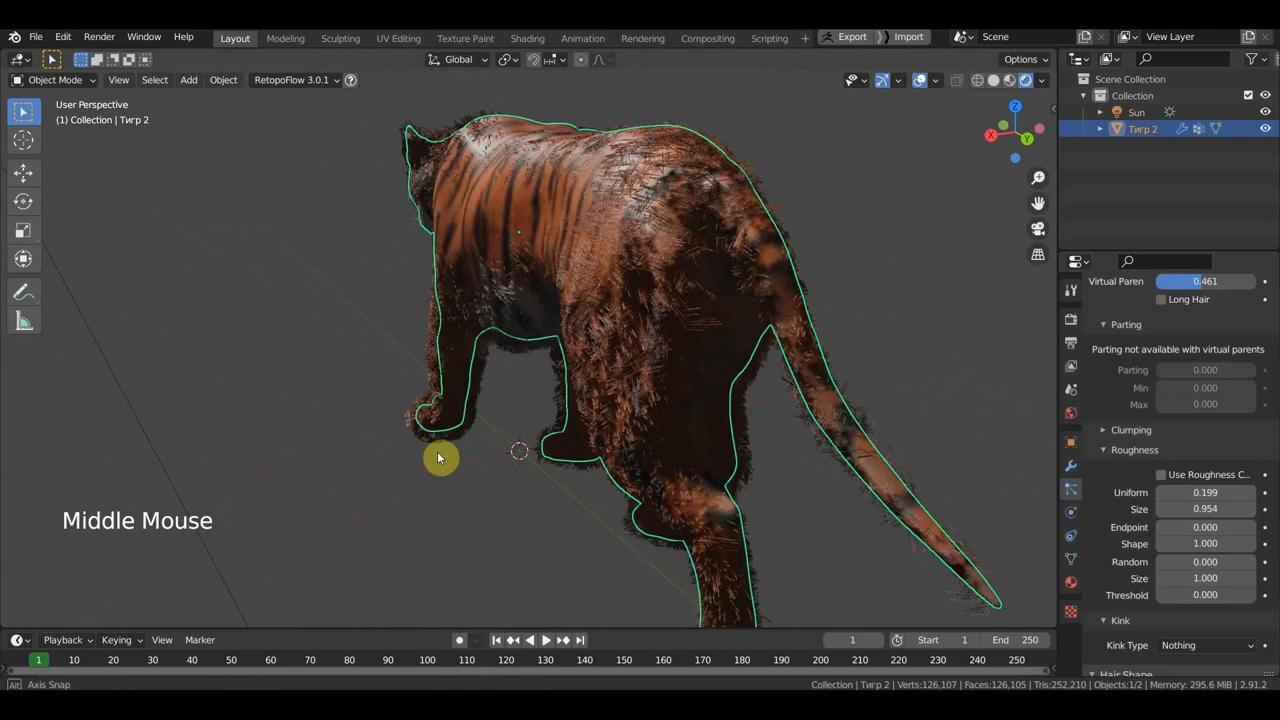 File Edit Render Window Help Layout Modeling Sculpting UV Editing Texture Paint Shading Animation Rendering Compositing Scripting + Export Import Scene View Layer
Global Options
Object Mode View Select Add Object RetopoFlow 3.0.1
User Perspective
(1) Collection | Тигр 2
Z
X
Y
Scene Collection
Collection
Sun
Тигр 2
Virtual Paren 0.461
Long Hair
Parting
Parting not available with virtual parents
Parting 0.000
Min 0.000
Max 0.000
Clumping
Roughness
Use Roughness C...
Uniform 0.199
Size 0.954
Endpoint 0.000
Shape 1.000
Random 0.000
Size 1.000
Threshold 0.000
Kink
Kink Type Nothing
Middle Mouse
Playback Keying View Marker 1 Start 1 End 250
1 10 20 30 40 50 60 70 80 90 100 110 120 130 140 150 160 170 180 190 200 210 220 230 240 250
Alt Axis Snap Collection | Тигр 2 | Verts:126,107 | Faces:126,105 | Tris:252,210 | Objects:1/2 | Memory: 295.6 MiB | 2.91.2